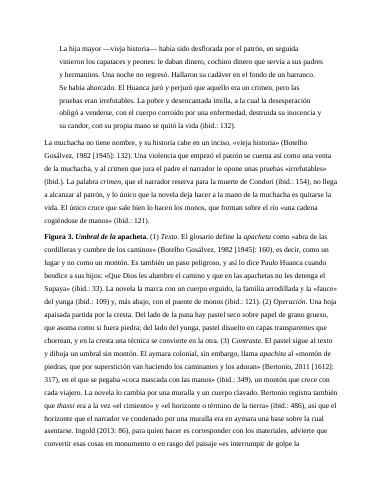 La hija mayor —vieja historia— había sido desflorada por el patrón, en seguida
vinieron los capataces y peones: le daban dinero, cochino dinero que servía a sus padres
y hermanitos. Una noche no regresó. Hallaron su cadáver en el fondo de un barranco.
Se había ahorcado. El Huanca juró y perjuró que aquello era un crimen, pero las
pruebas eran irrefutables. La pobre y desencantada imilla, a la cual la desesperación
obligó a venderse, con el cuerpo corroído por una enfermedad, destruida su inocencia y
su candor, con su propia mano se quitó la vida (ibid.: 132).
La muchacha no tiene nombre, y su historia cabe en un inciso, «vieja historia» (Botelho
Gosálvez, 1982 [1945]: 132). Una violencia que empezó el patrón se cuenta así como una venta
de la muchacha, y al crimen que jura el padre el narrador le opone unas pruebas «irrefutables»
(ibid.). La palabra crimen, que el narrador reserva para la muerte de Condori (ibid.: 154), no llega
a alcanzar al patrón, y lo único que la novela deja hacer a la mano de la muchacha es quitarse la
vida. El único cruce que sale bien lo hacen los monos, que forman sobre el río «una cadena
cogiéndose de manos» (ibid.: 121).
Figura 3. Umbral de la apacheta. (1) Texto. El glosario define la apacheta como «abra de las
cordilleras y cumbre de los caminos» (Botelho Gosálvez, 1982 [1945]: 160), es decir, como un
lugar y no como un montón. Es también un paso peligroso, y así lo dice Paulo Huanca cuando
bendice a sus hijos: «Que Dios les alumbre el camino y que en las apachetas no les detenga el
Supaya» (ibid.: 33). La novela la marca con un cuerpo erguido, la familia arrodillada y la «fauce»
del yunga (ibid.: 109) y, más abajo, con el puente de monos (ibid.: 121). (2) Operación. Una hoja
apaisada partida por la cresta. Del lado de la puna hay pastel seco sobre papel de grano grueso,
que asoma como si fuera piedra; del lado del yunga, pastel disuelto en capas transparentes que
chorrean, y en la cresta una técnica se convierte en la otra. (3) Contraste. El pastel sigue al texto
y dibuja un umbral sin montón. El aymara colonial, sin embargo, llama apachita al «montón de
piedras, que por superstición van haciendo los caminantes y los adoran» (Bertonio, 2011 [1612]:
317), en el que se pegaba «coca mascada con las manos» (ibid.: 349), un montón que crece con
cada viajero. La novela lo cambia por una muralla y un cuerpo clavado. Bertonio registra también
que thaxsi era a la vez «el cimiento» y «el horizonte o término de la tierra» (ibid.: 486), así que el
horizonte que el narrador ve condenado por una muralla era en aymara una base sobre la cual
asentarse. Ingold (2013: 86), para quien hacer es corresponder con los materiales, advierte que
convertir esas cosas en monumento o en rasgo del paisaje «es interrumpir de golpe la